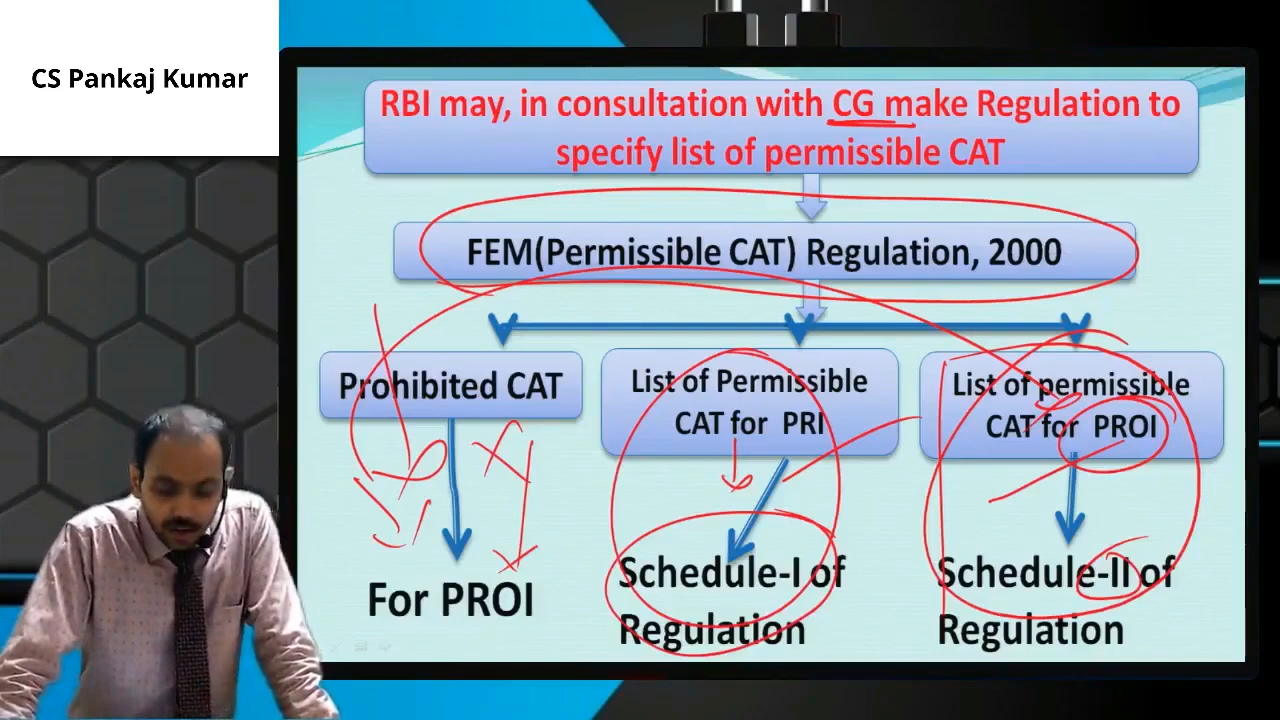 CS Pankaj Kumar
RBI may, in consultation with CG make Regulation to
specify list of permissible CAT
FEM(Permissible CAT) Regulation, 2000
Prohibited CAT
For PROI
List of Permissible
CAT for PRI
Schedule-I of
Regulation
List of permissible
CAT for PROI
Schedule-II of
Regulation